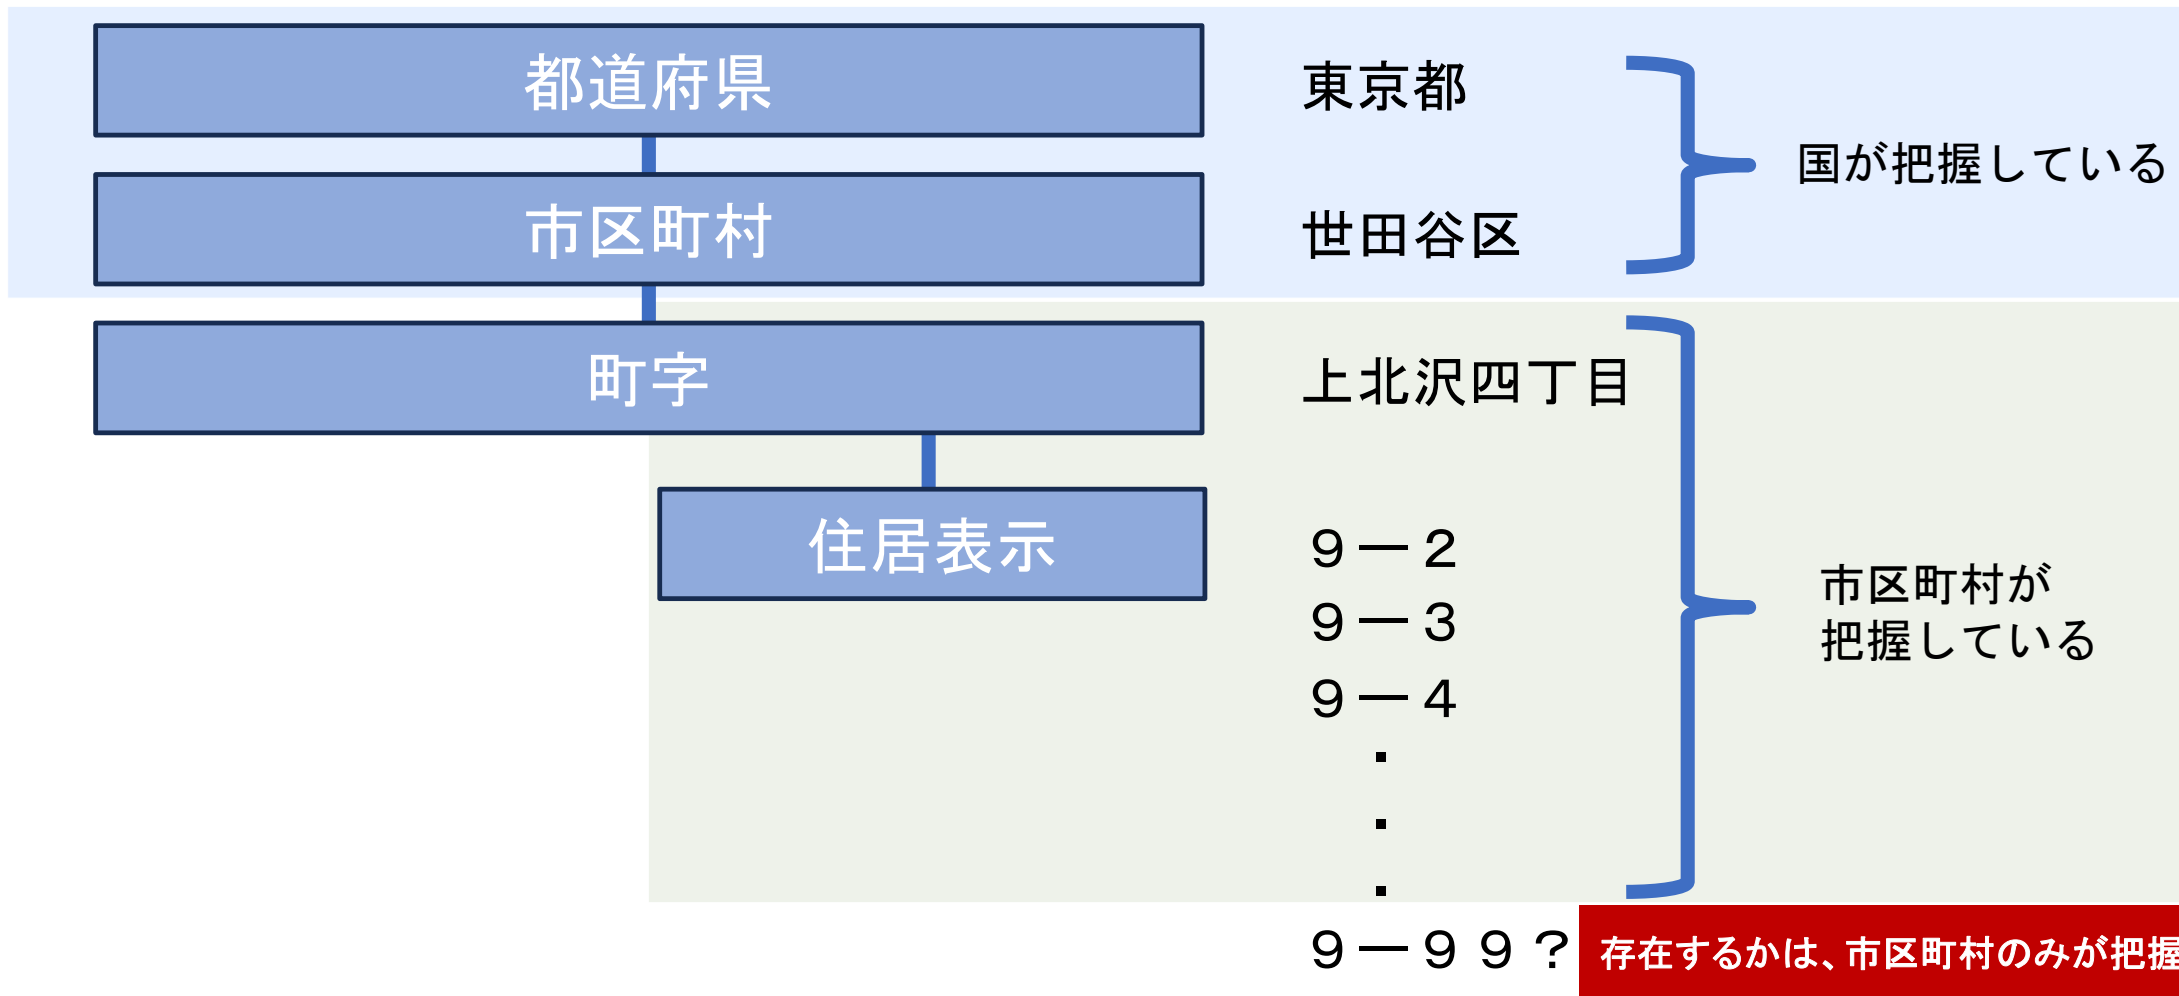 都道府県
東京都
国が把握している
市区町村
世田谷区
町字
上北沢四丁目
住居表示
９－２
９－３
９－４
・
・
・
市区町村が
把握している
９－９９？
存在するかは、市区町村のみが把握